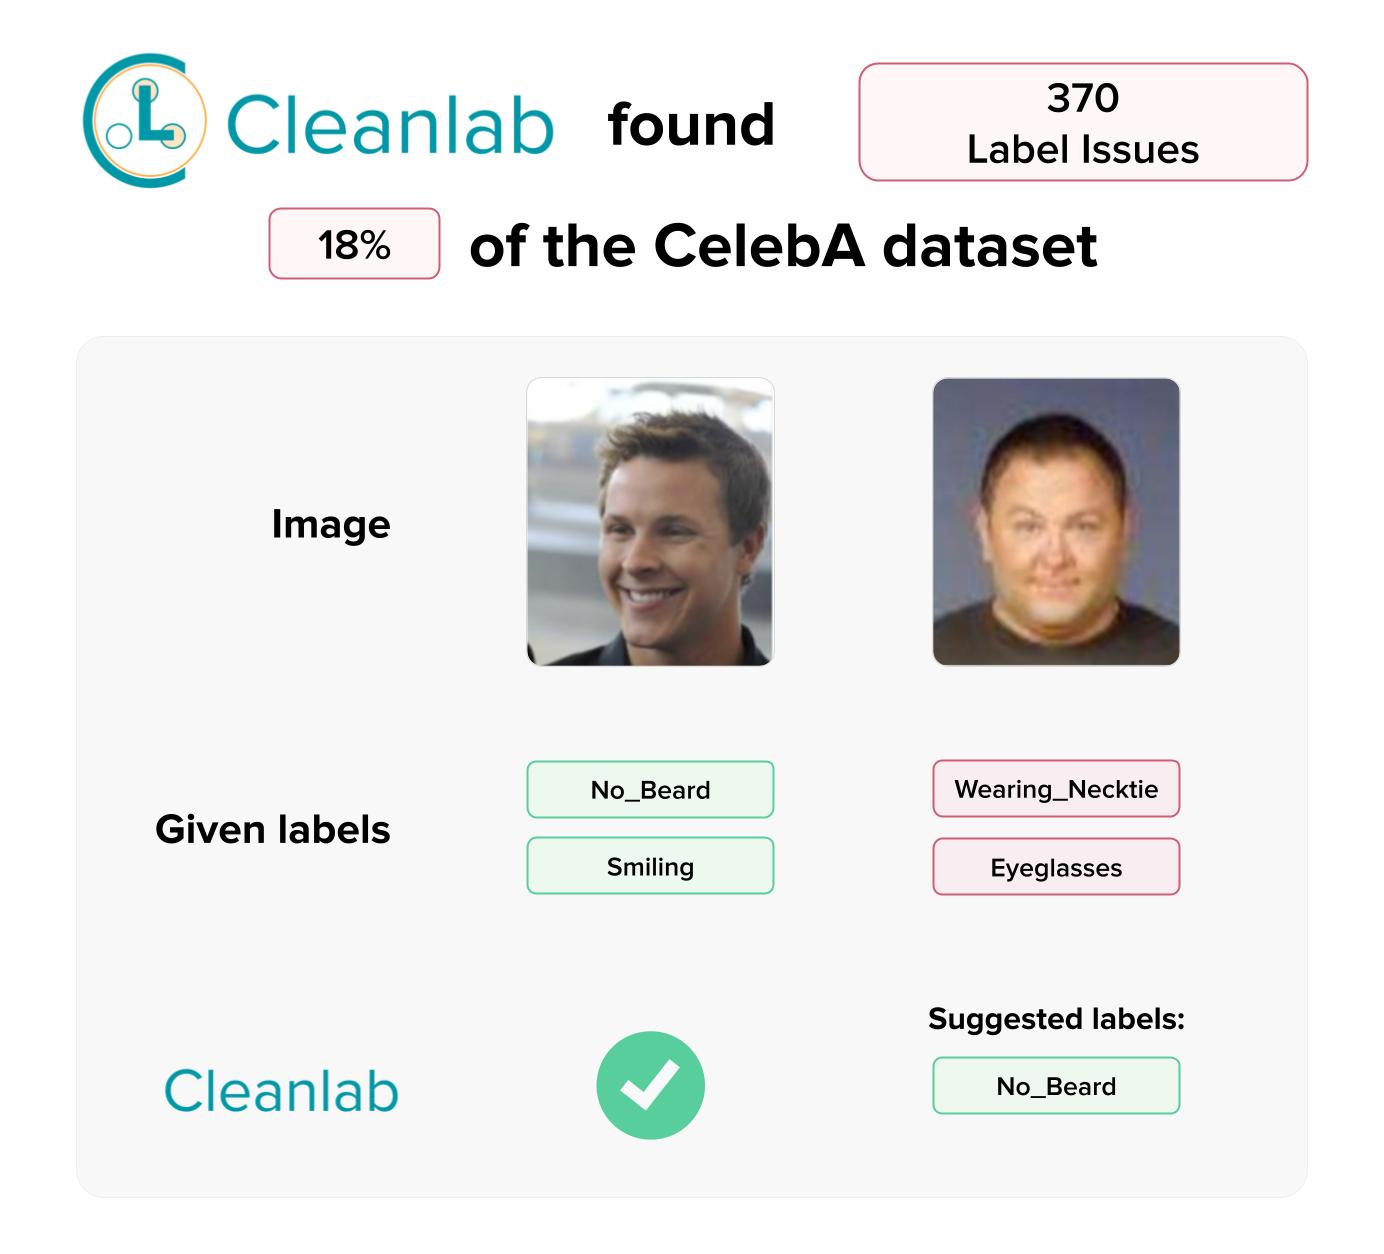 Cleanlab found
370
Label Issues
18% of the CelebA dataset
Image
Given labels
No_Beard
Wearing_Necktie
Smiling
Eyeglasses
Suggested labels:
Cleanlab
No_Beard